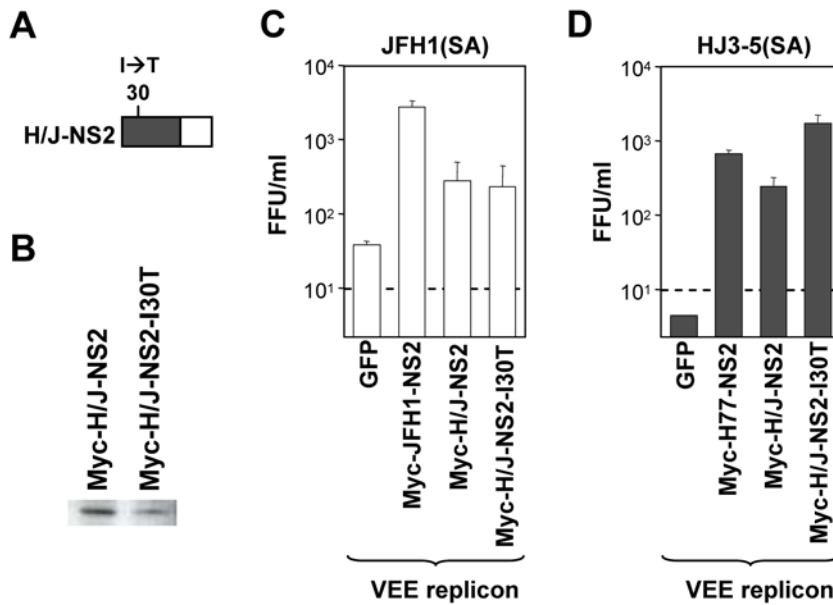 A
I→T
30
H/J-NS2
B
Myc-H/J-NS2
Myc-H/J-NS2-I30T
C
JFH1(SA)
FFU/ml
10⁴
10³
10²
10¹
GFP
Myc-JFH1-NS2
Myc-H/J-NS2
Myc-H/J-NS2-I30T
VEE replicon
D
HJ3-5(SA)
FFU/ml
10⁴
10³
10²
10¹
GFP
Myc-H77-NS2
Myc-H/J-NS2
Myc-H/J-NS2-I30T
VEE replicon